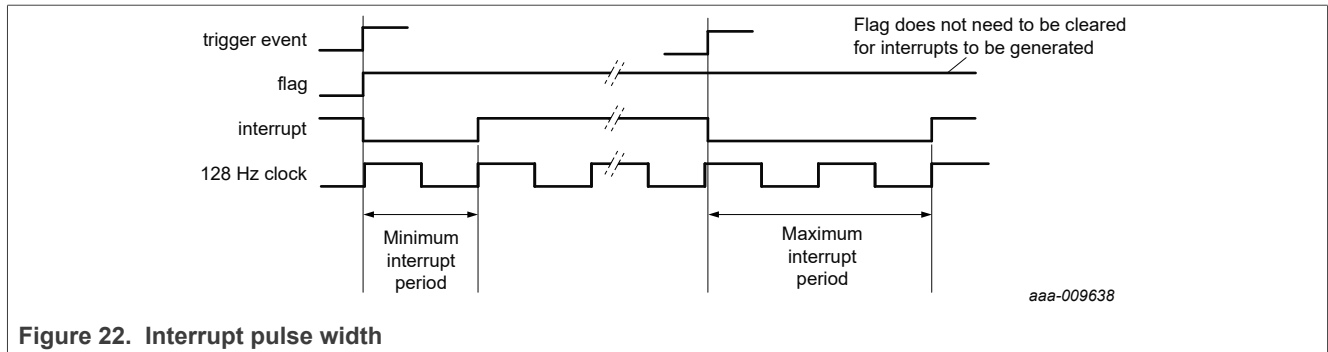 trigger event
Flag does not need to be cleared
for interrupts to be generated
flag
interrupt
128 Hz clock
Minimum
interrupt
period
Maximum
interrupt
period
aaa-009638
Figure 22. Interrupt pulse width